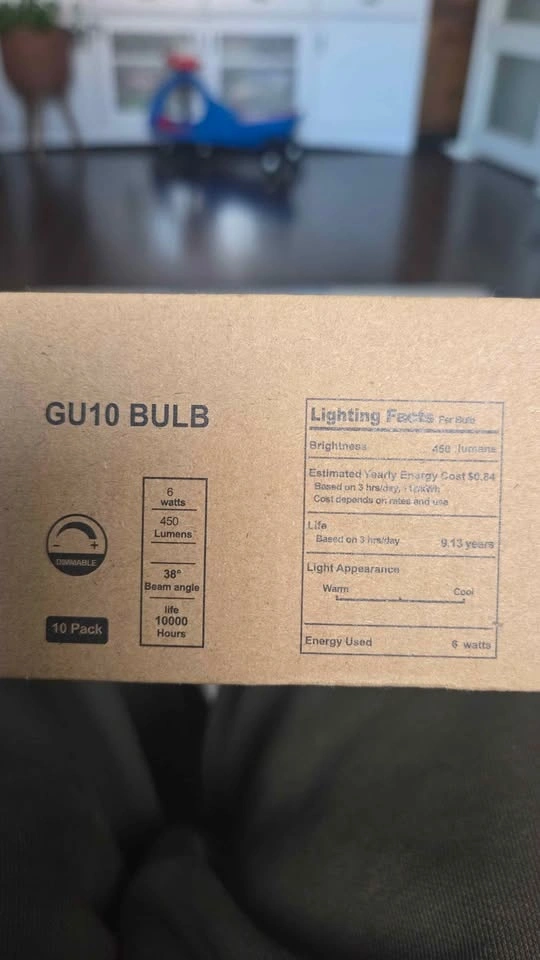 GU10 BULB
6
watts
450
Lumens
38°
Beam angle
life
10000
Hours
DIMMABLE
10 Pack
Lighting Facts Per Bulb
Brightness 450 lumens
Estimated Yearly Energy Cost $0.84
Based on 3 hrs/day,
Cost depends on rates and use
Life
Based on 3 hrs/day 9.13 years
Light Appearance
Warm Cool
Energy Used 6 watts